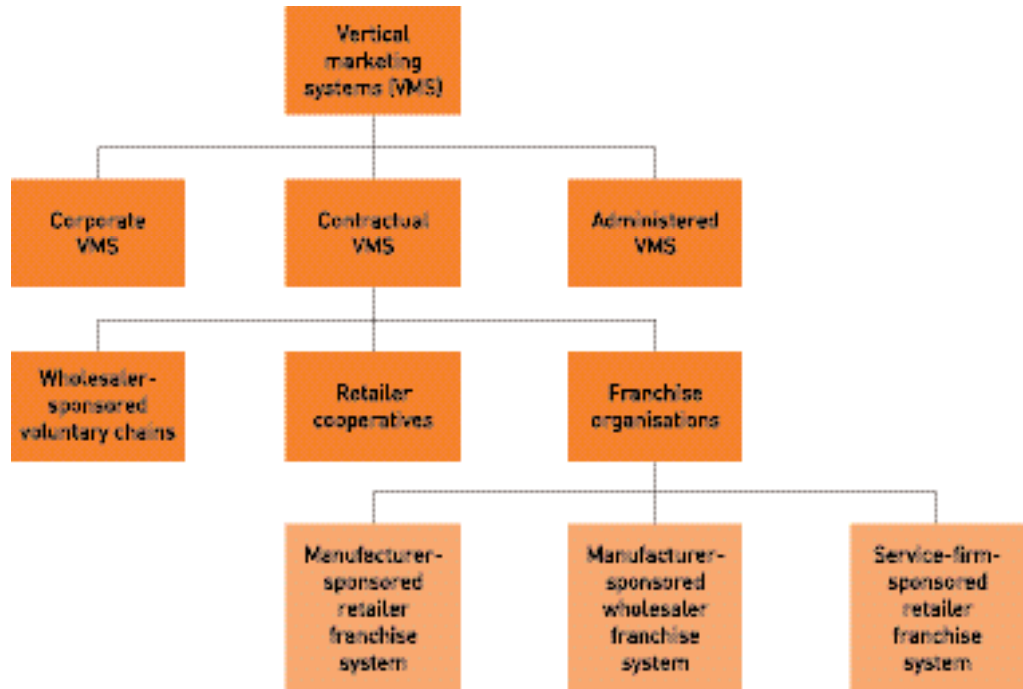 Vertical
marketing
systems (VMS)
Corporate
VMS
Contractual
VMS
Administered
VMS
Wholesaler-
sponsored
voluntary chains
Retailer
cooperatives
Franchise
organisations
Manufacturer-
sponsored
retailer
franchise
system
Manufacturer-
sponsored
wholesaler
franchise
system
Service-firm-
sponsored
retailer
franchise
system